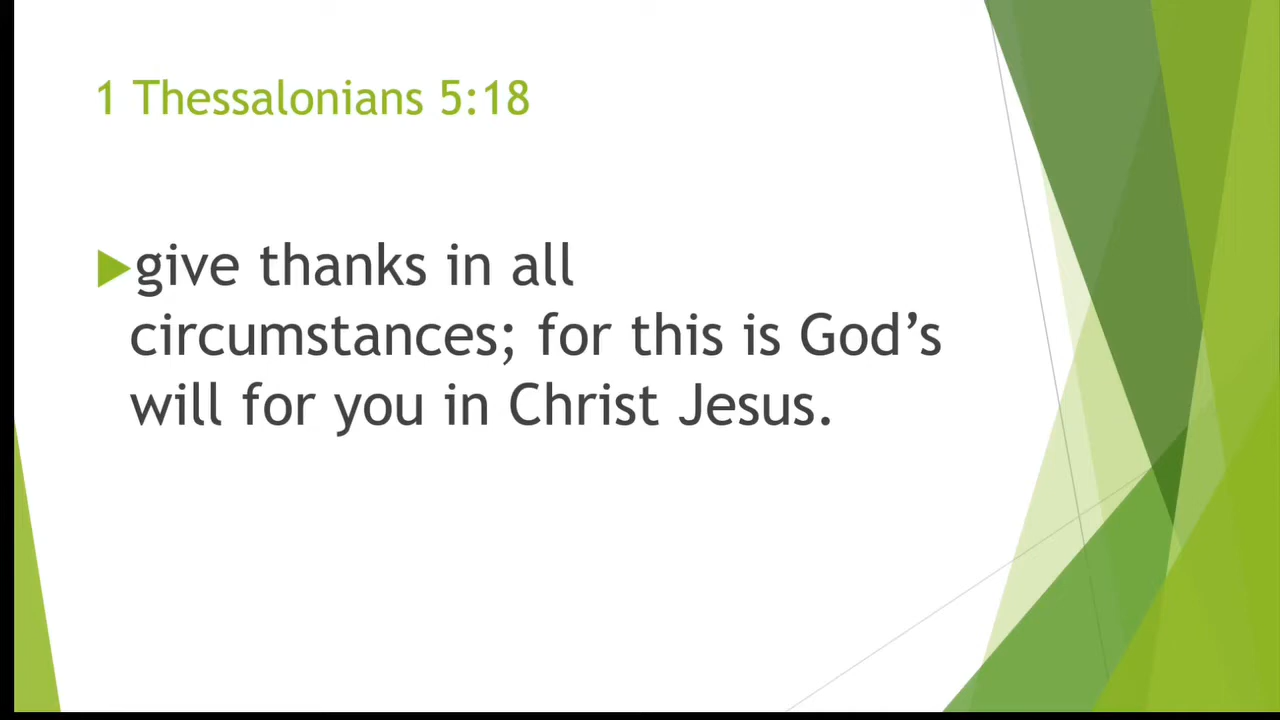 1 Thessalonians 5:18
give thanks in all
circumstances; for this is God’s
will for you in Christ Jesus.